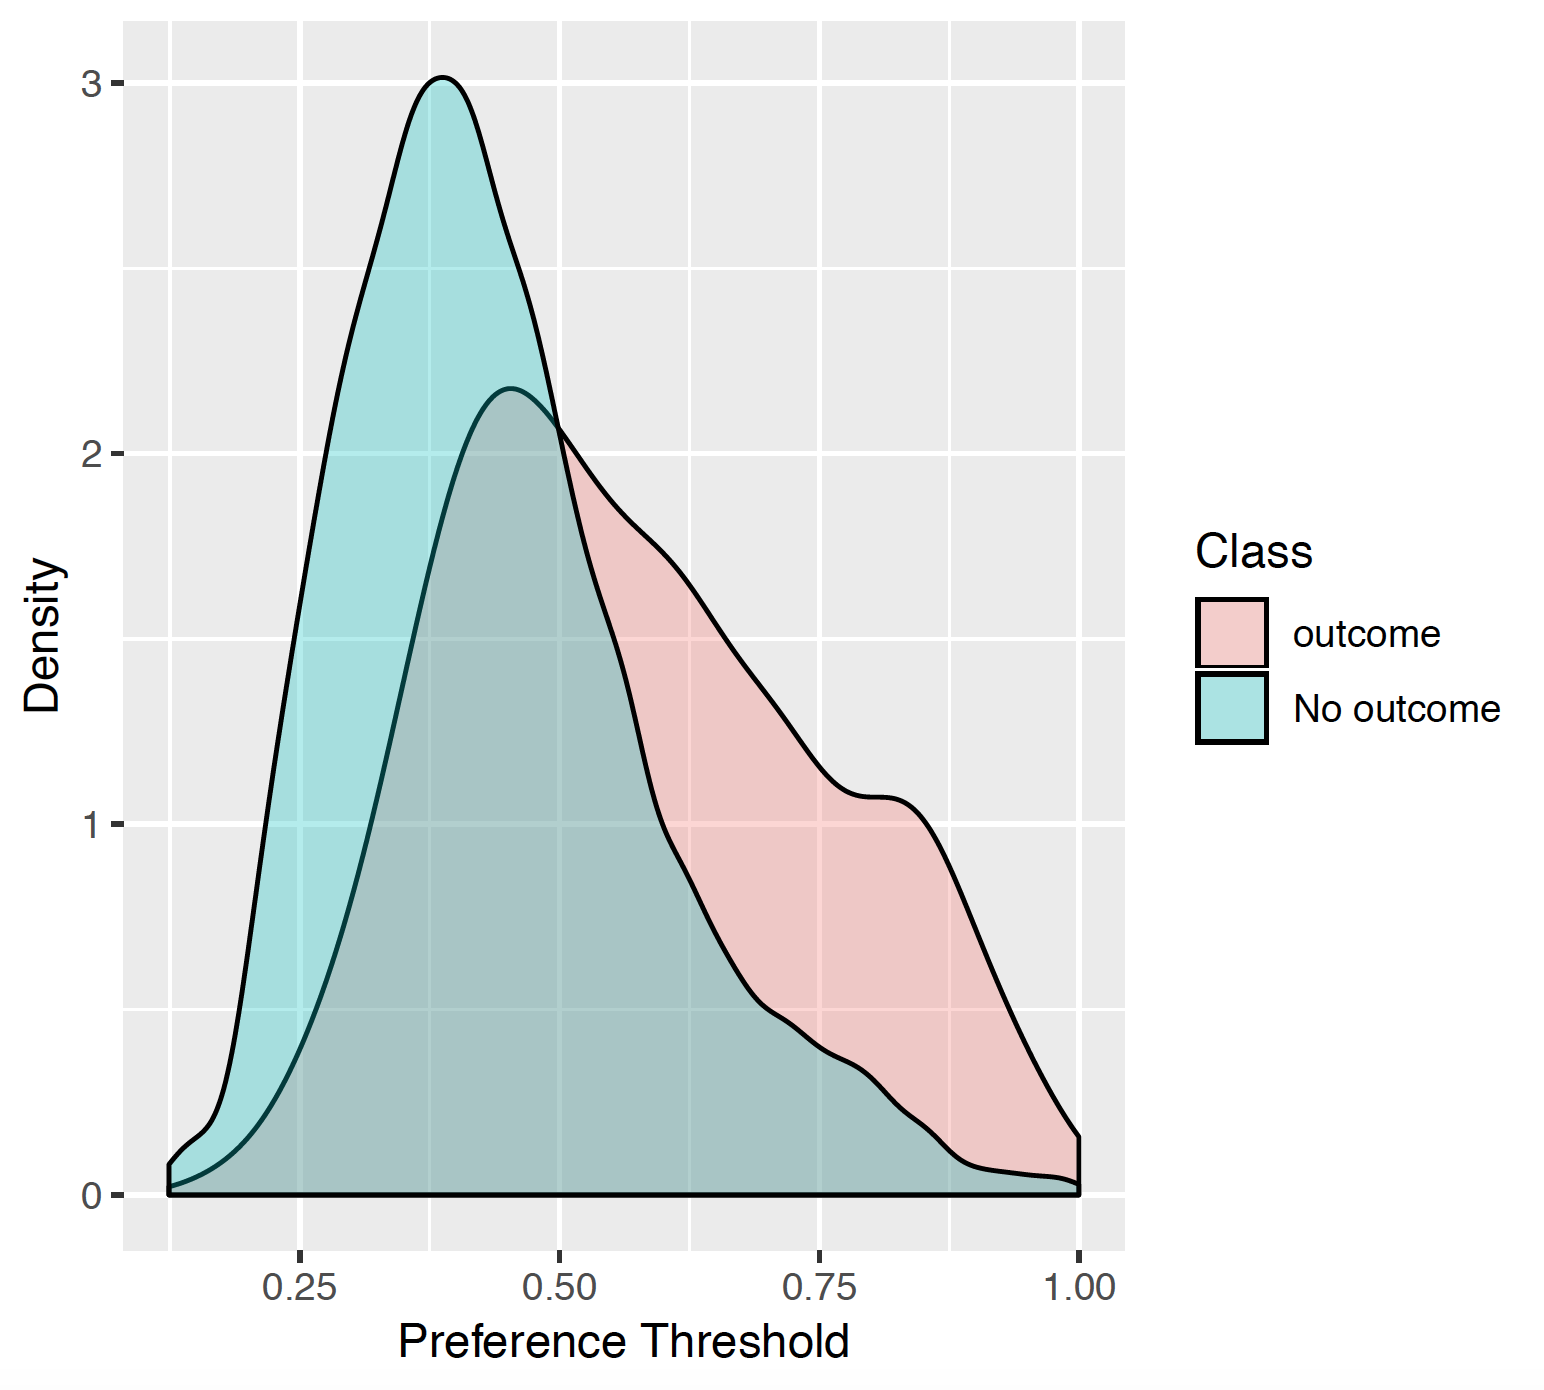 3
2
1
0
Density
0.25 0.50 0.75 1.00
Preference Threshold
Class
outcome
No outcome